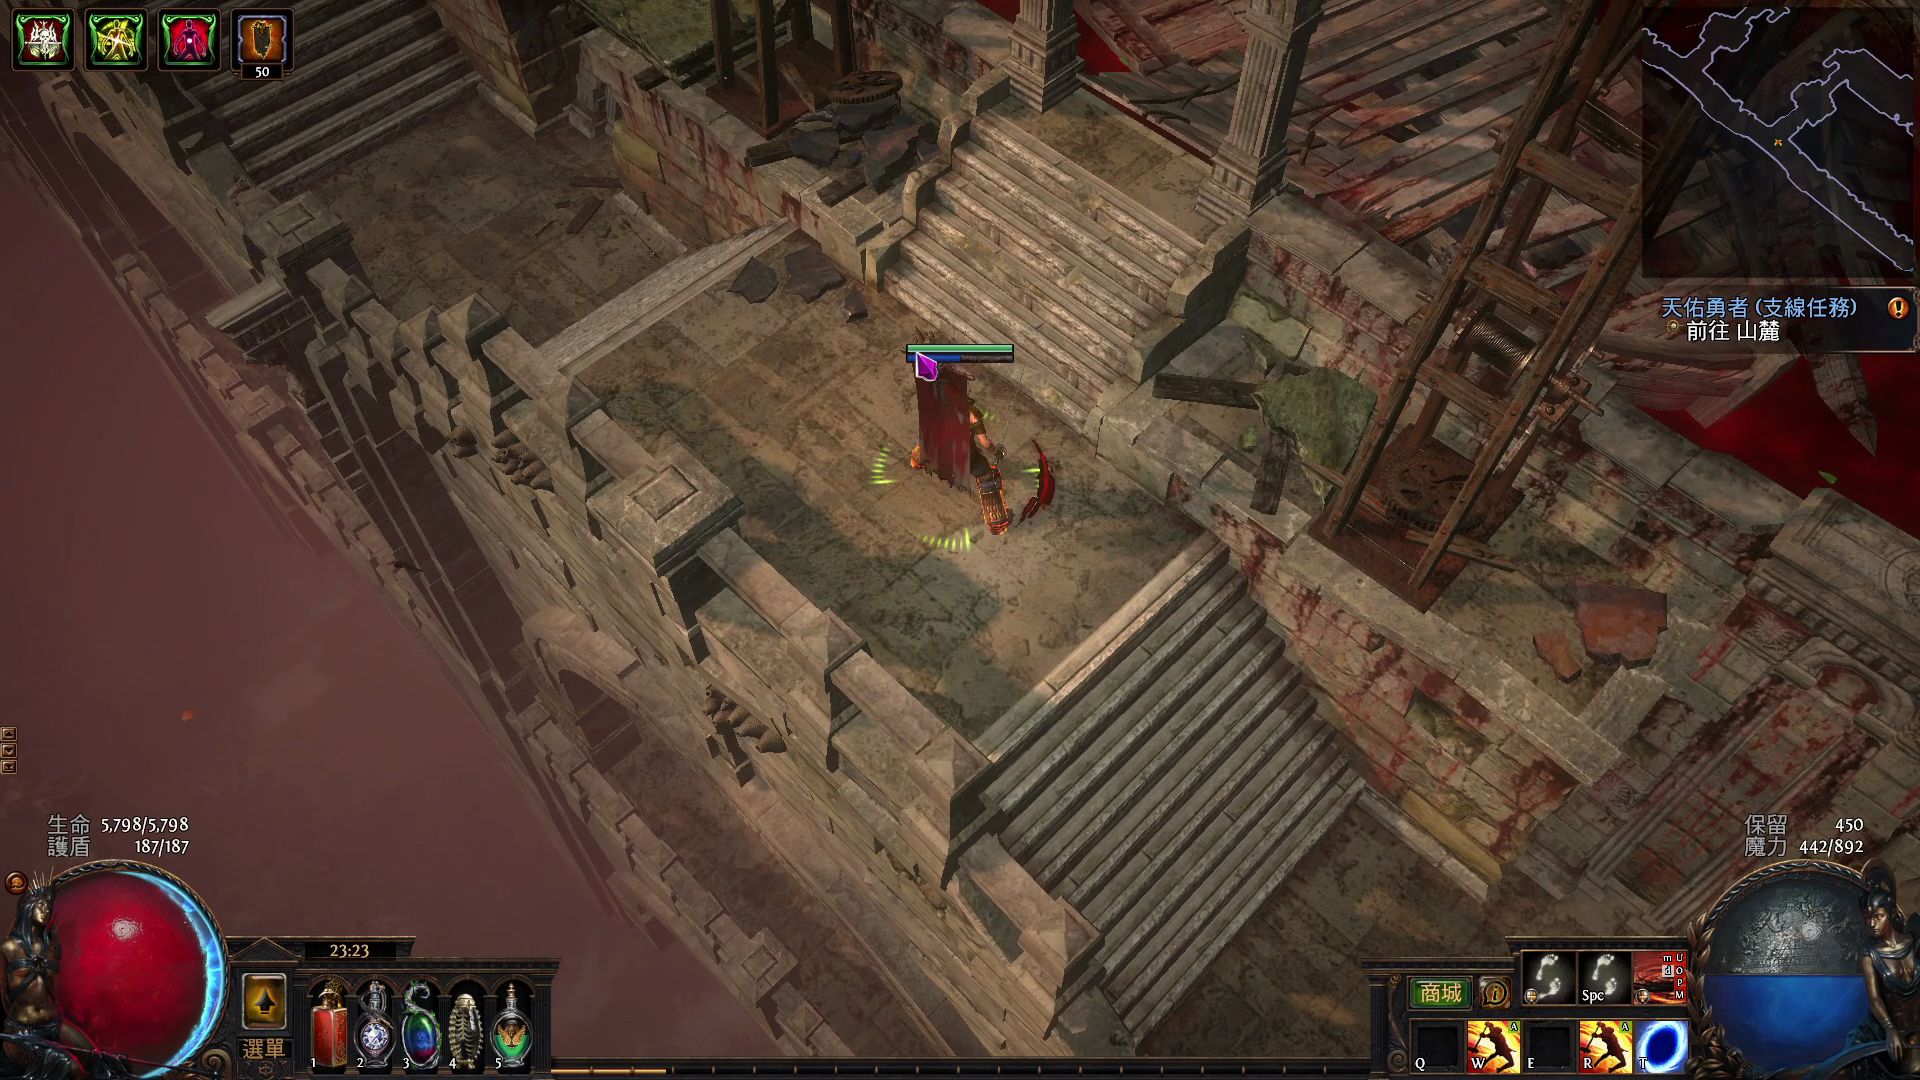 50
天佑勇者 (支線任務)
前往 山麓
生命 5,798/5,798
護盾 187/187
保留 450
魔力 442/892
23:23
選單
1
2
3
4
5
商城
Spc
m U
d O
P
M
Q
W
A
E
R
A
T